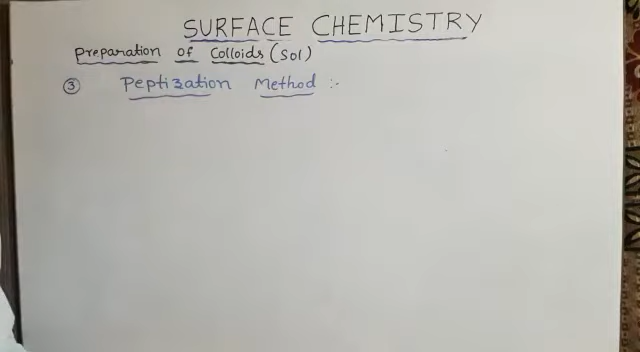 SURFACE CHEMISTRY
Preparation of Colloids (Sol)
③ Peptization Method :-